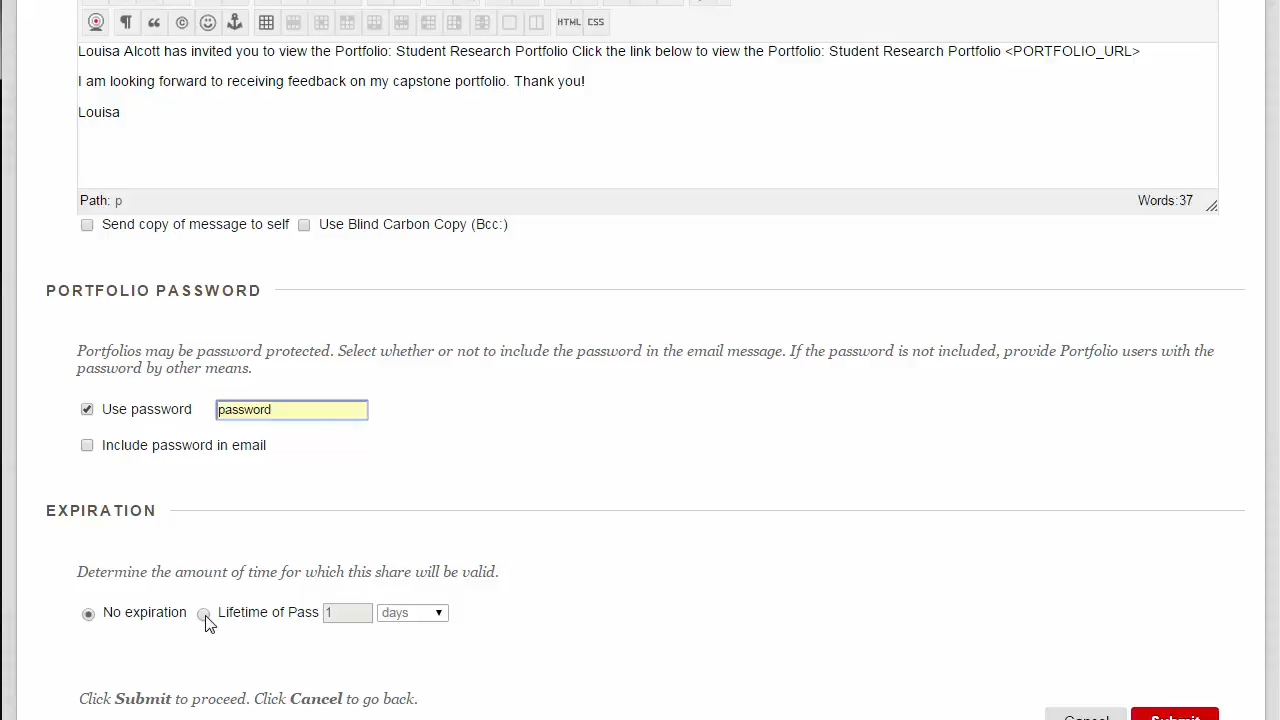 HTML CSS
Louisa Alcott has invited you to view the Portfolio: Student Research Portfolio Click the link below to view the Portfolio: Student Research Portfolio <PORTFOLIO_URL>
I am looking forward to receiving feedback on my capstone portfolio. Thank you!
Louisa
Path: p Words:37
Send copy of message to self Use Blind Carbon Copy (Bcc:)
PORTFOLIO PASSWORD
Portfolios may be password protected. Select whether or not to include the password in the email message. If the password is not included, provide Portfolio users with the
password by other means.
Use password password
Include password in email
EXPIRATION
Determine the amount of time for which this share will be valid.
No expiration Lifetime of Pass 1 days
Click Submit to proceed. Click Cancel to go back.
Cancel Submit